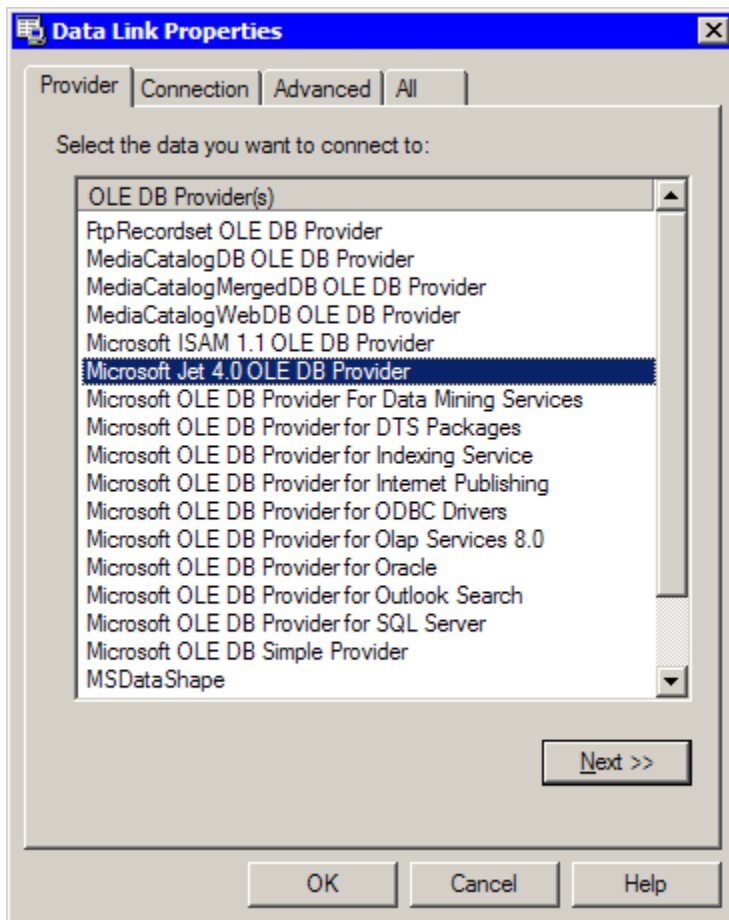 Data Link Properties
Provider Connection Advanced All
Select the data you want to connect to:
OLE DB Provider(s)
FtpRecordset OLE DB Provider
MediaCatalogDB OLE DB Provider
MediaCatalogMergedDB OLE DB Provider
MediaCatalogWebDB OLE DB Provider
Microsoft ISAM 1.1 OLE DB Provider
Microsoft Jet 4.0 OLE DB Provider
Microsoft OLE DB Provider For Data Mining Services
Microsoft OLE DB Provider for DTS Packages
Microsoft OLE DB Provider for Indexing Service
Microsoft OLE DB Provider for Internet Publishing
Microsoft OLE DB Provider for ODBC Drivers
Microsoft OLE DB Provider for Olap Services 8.0
Microsoft OLE DB Provider for Oracle
Microsoft OLE DB Provider for Outlook Search
Microsoft OLE DB Provider for SQL Server
Microsoft OLE DB Simple Provider
MSDataShape
Next >>
OK Cancel Help